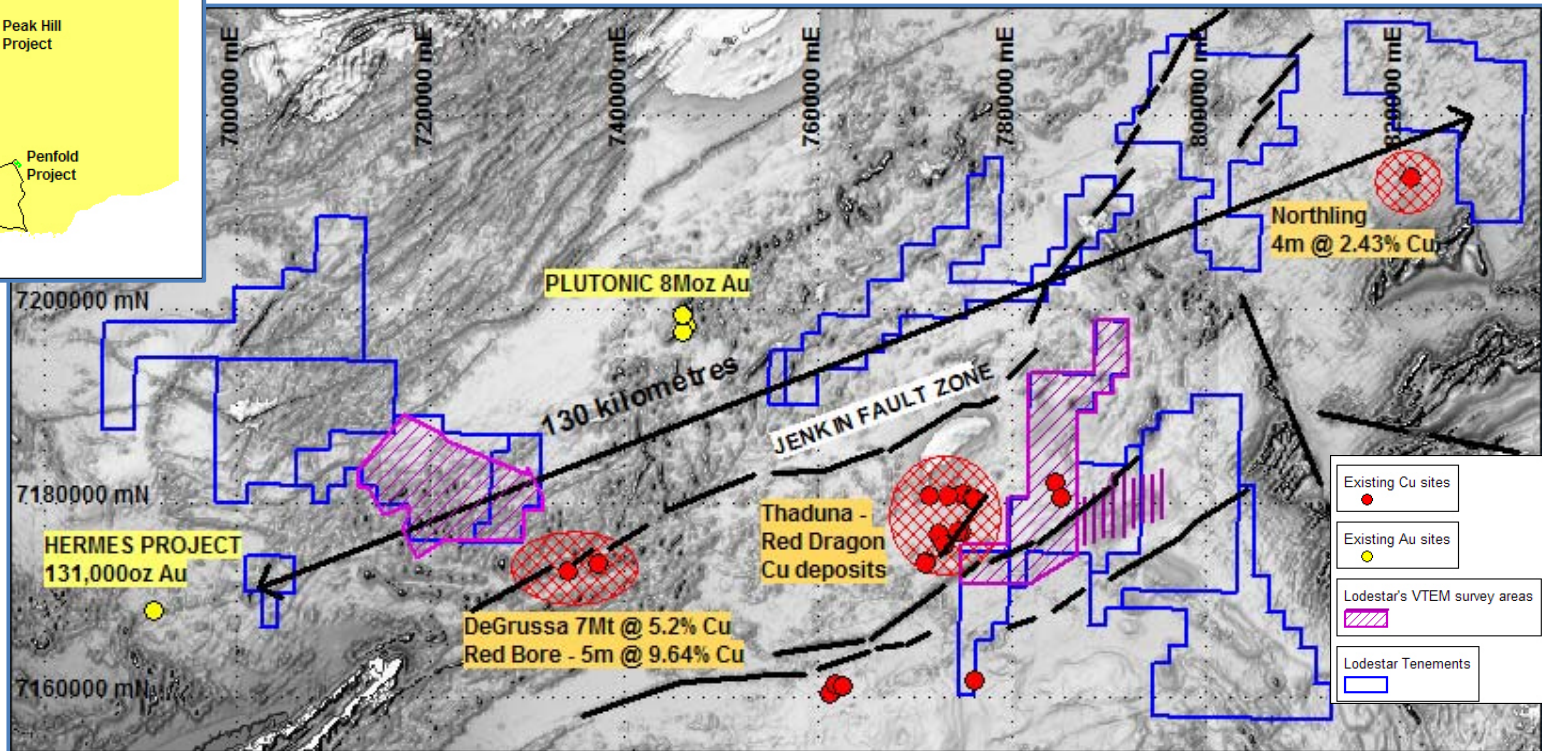 Peak Hill
Project
Penfold
Project
700000 mE
720000 mE
740000 mE
760000 mE
780000 mE
800000 mE
820000 mE
Northling
4m @ 2.43% Cu
PLUTONIC 8Moz Au
7200000 mN
130 kilometres
JENKIN FAULT ZONE
7180000 mN
Thaduna -
Red Dragon
Cu deposits
HERMES PROJECT
131,000oz Au
DeGrussa 7Mt @ 5.2% Cu
Red Bore - 5m @ 9.64% Cu
7160000 mN
Existing Cu sites
Existing Au sites
Lodestar's VTEM survey areas
Lodestar Tenements